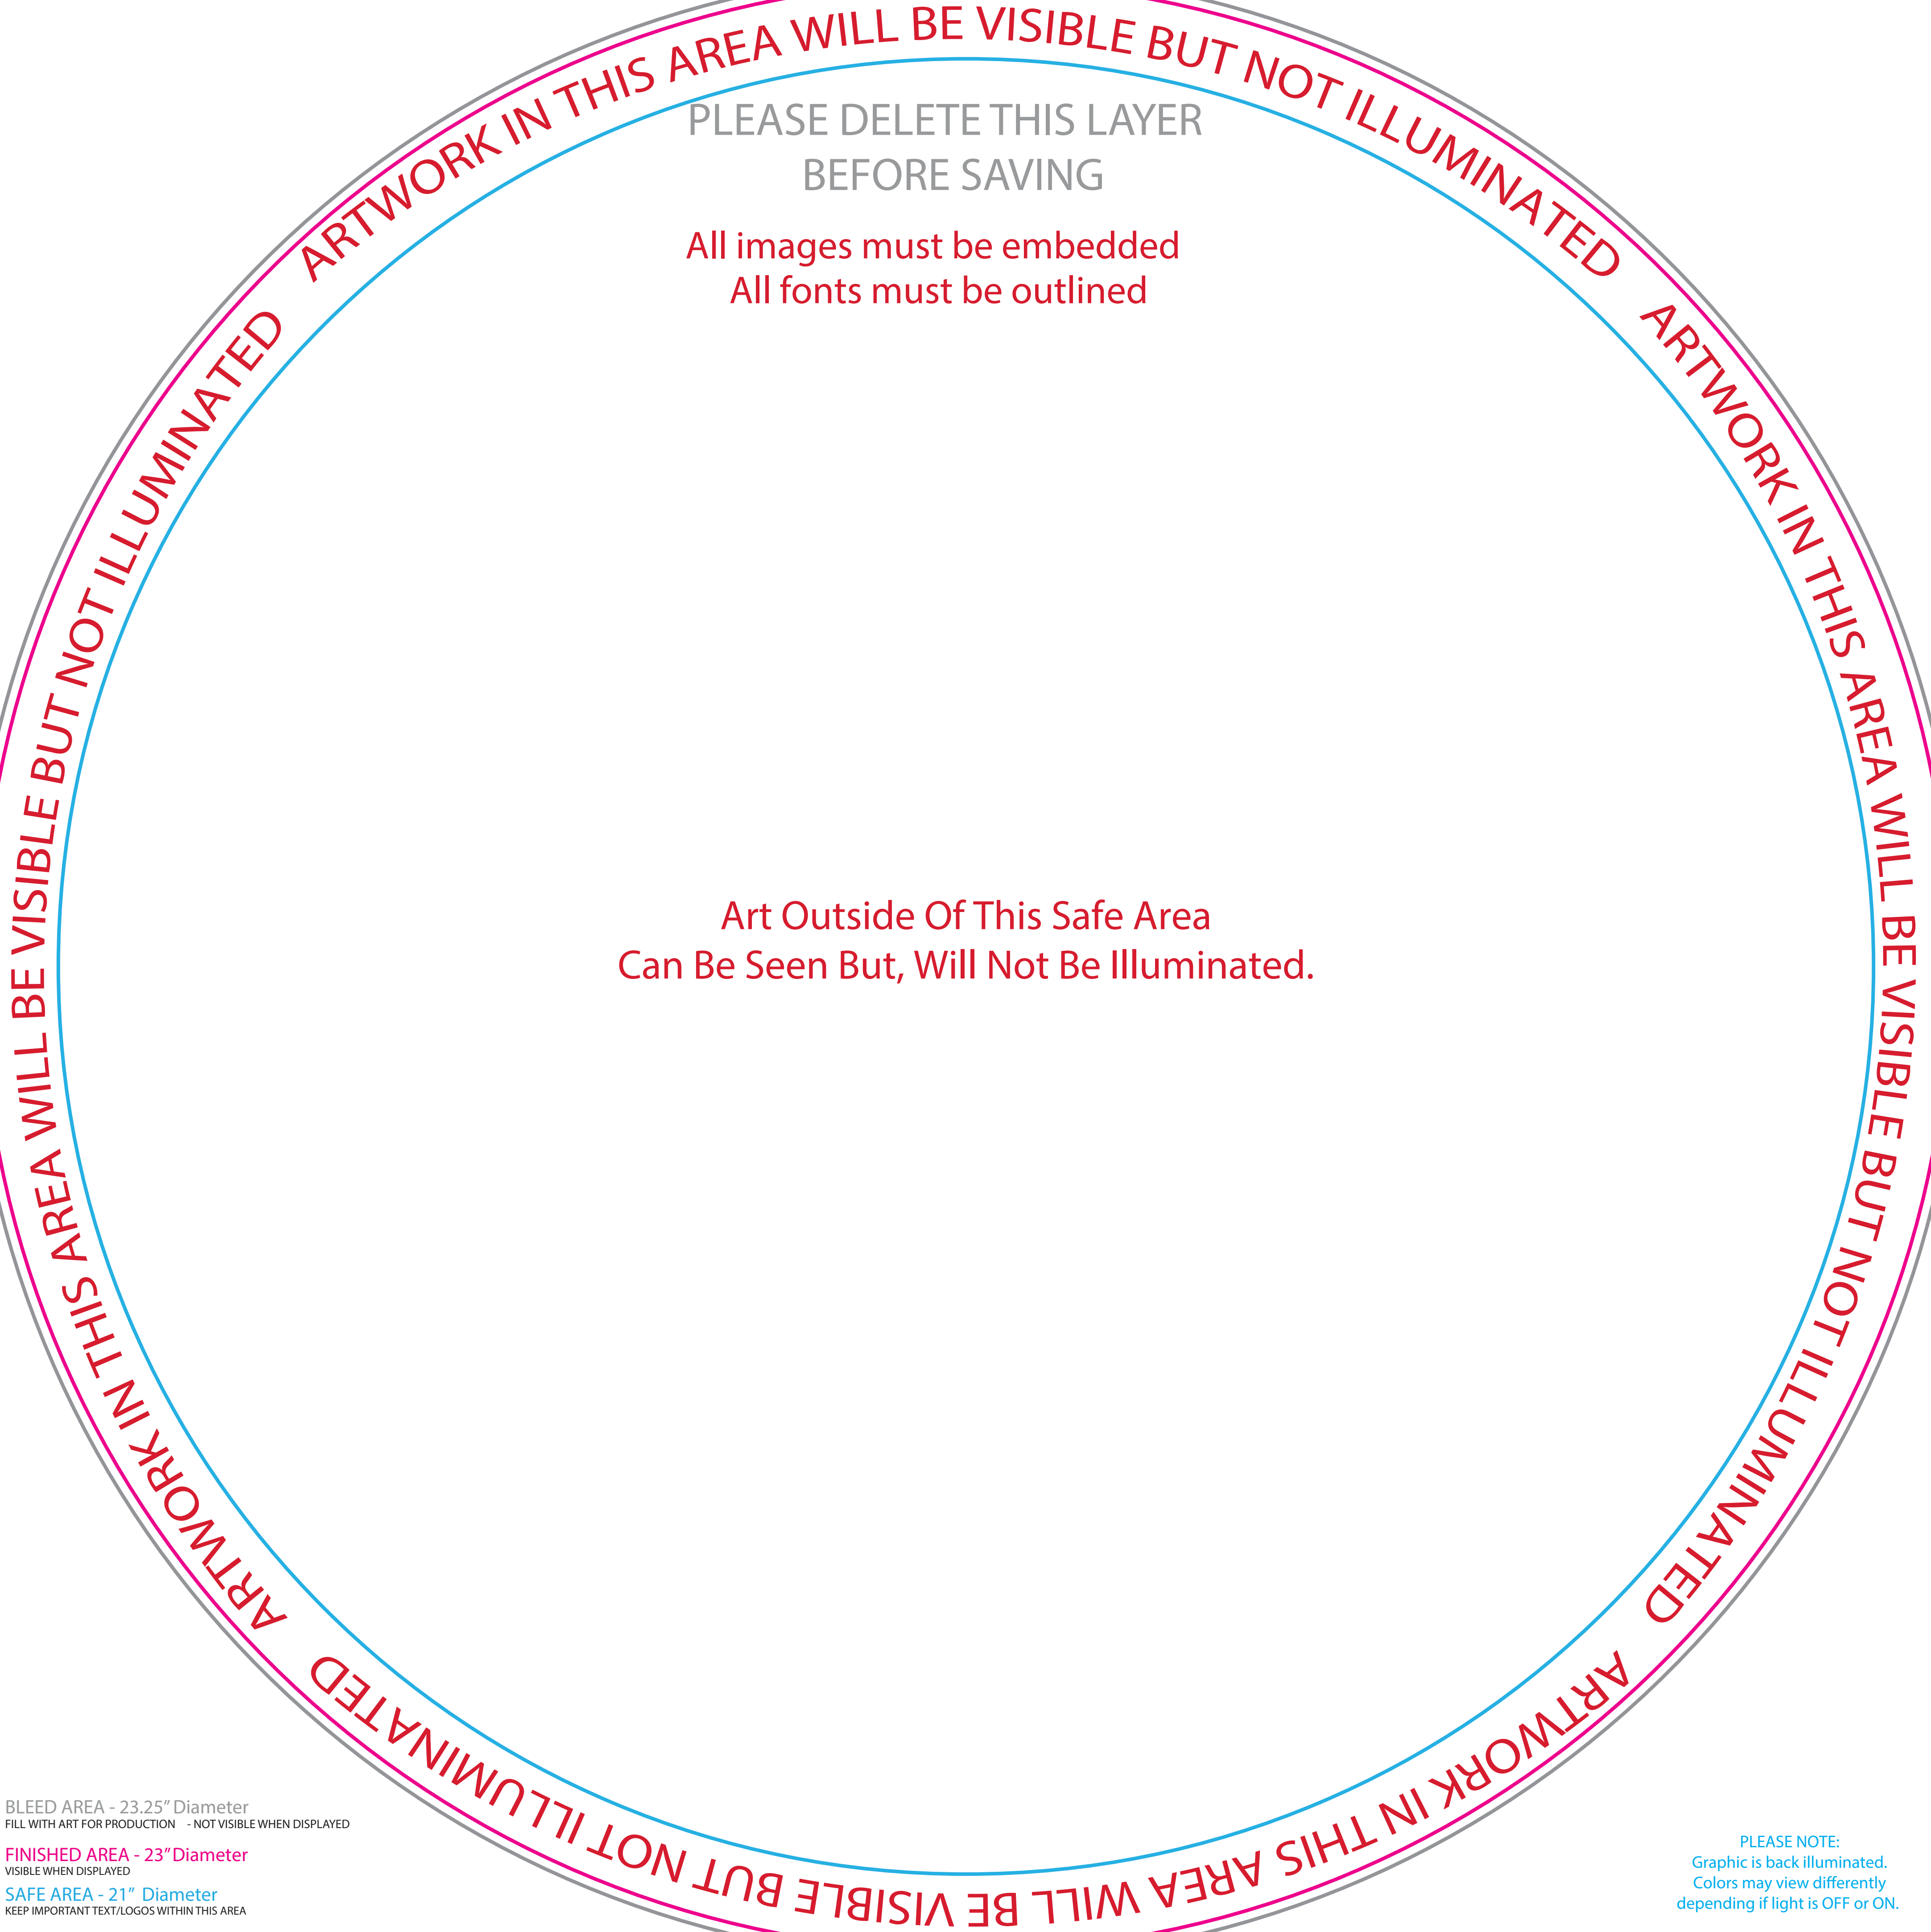 ARTWORK IN THIS AREA WILL BE VISIBLE BUT NOT ILLUMINATED
ARTWORK IN THIS AREA WILL BE VISIBLE BUT NOT ILLUMINATED
ARTWORK IN THIS AREA WILL BE VISIBLE BUT NOT ILLUMINATED
ARTWORK IN THIS AREA WILL BE VISIBLE BUT NOT ILLUMINATED
PLEASE DELETE THIS LAYER
BEFORE SAVING
All images must be embedded
All fonts must be outlined
Art Outside Of This Safe Area
Can Be Seen But, Will Not Be Illuminated.
BLEED AREA - 23.25” Diameter
FILL WITH ART FOR PRODUCTION - NOT VISIBLE WHEN DISPLAYED
FINISHED AREA - 23” Diameter
VISIBLE WHEN DISPLAYED
SAFE AREA - 21” Diameter
KEEP IMPORTANT TEXT/LOGOS WITHIN THIS AREA
PLEASE NOTE:
Graphic is back illuminated.
Colors may view differently
depending if light is OFF or ON.